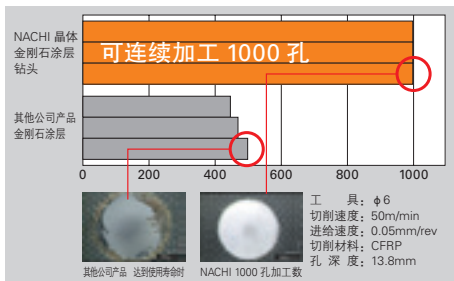 NACHI 晶体
金刚石涂层
钻头
可连续加工 1000 孔
其他公司产品
金刚石涂层
0 200 400 600 800 1000
工 具：φ6
切削速度：50m/min
进给速度：0.05mm/rev
切削材料：CFRP
孔 深 度：13.8mm
其他公司产品 达到使用寿命时
NACHI 1000 孔加工数